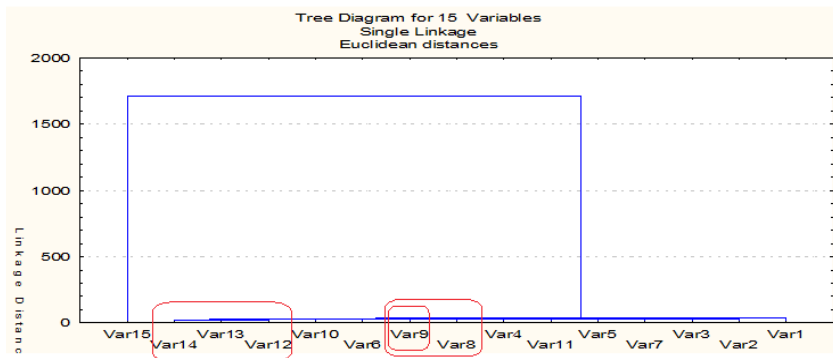 Tree Diagram for 15 Variables
Single Linkage
Euclidean distances
2000
1500
1000
500
0
Linkage Distanc
Var15 Var13 Var10 Var9 Var4 Var5 Var3 Var1
Var14 Var12 Var6 Var8 Var11 Var7 Var2